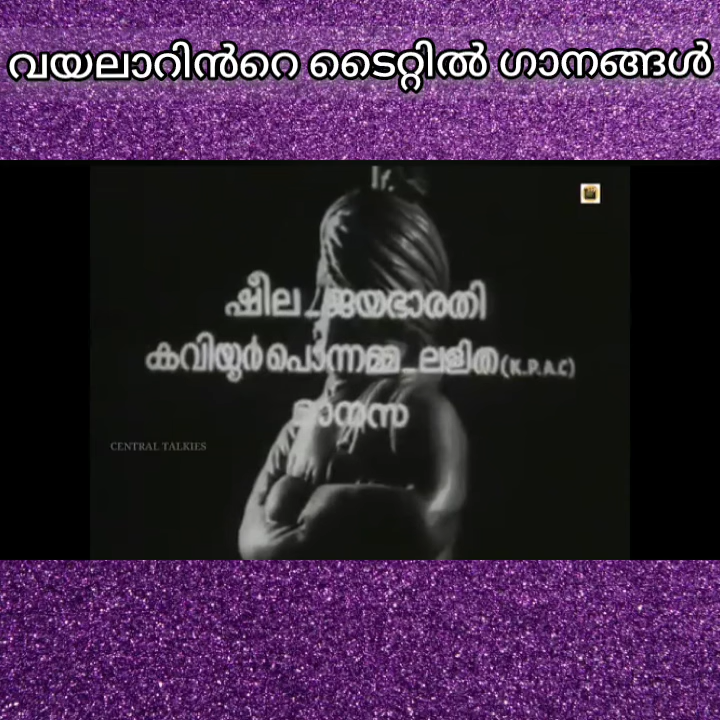 വയലാറിൻറെ ടൈറ്റിൽ ഗാനങ്ങൾ
ഷീല - ജയഭാരതി
കവിയൂർ പൊന്നമ്മ - ലളിത (K.P.A.C)
CENTRAL TALKIES